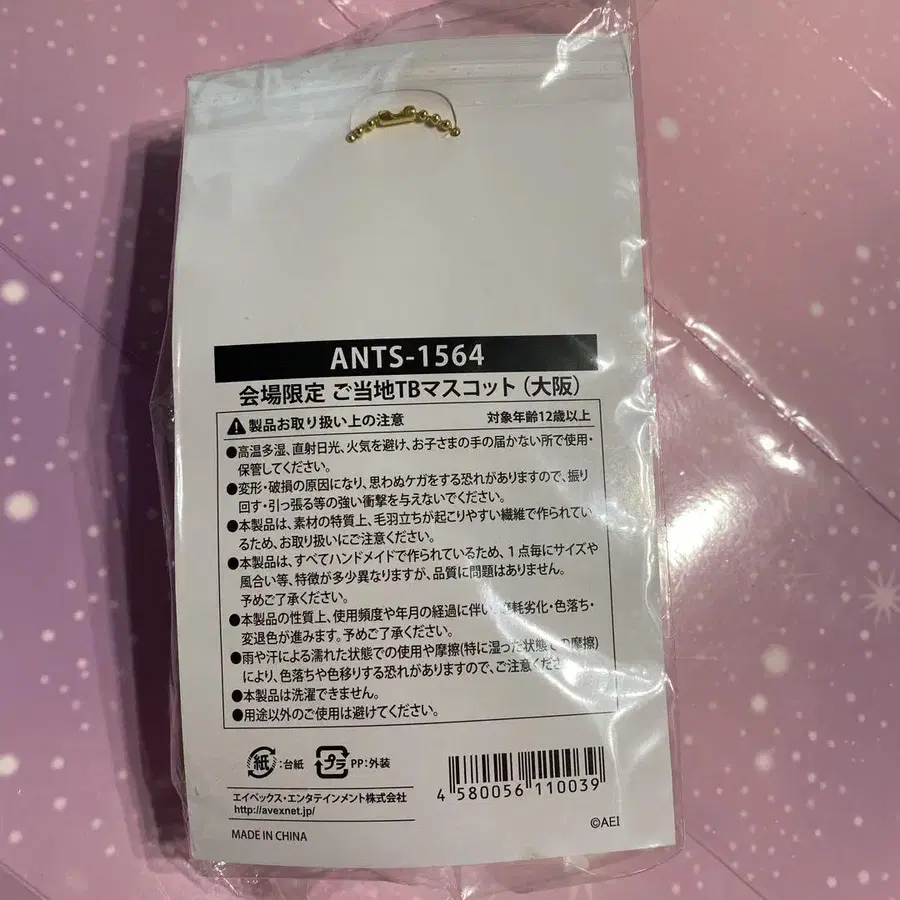 ANTS-1564
会場限定 ご当地TBマスコット（大阪）
製品お取り扱い上の注意 対象年齢12歳以上
●高温多湿、直射日光、火気を避け、お子さまの手の届かない所で使用・
保管してください。
●変形・破損の原因になり、思わぬケガをする恐れがありますので、振り
回す・引っ張る等の強い衝撃を与えないでください。
●本製品は、素材の特質上、毛羽立ちが起こりやすい繊維で作られてい
るため、お取り扱いにご注意ください。
●本製品は、すべてハンドメイドで作られているため、1点毎にサイズや
風合い等、特徴が多少異なりますが、品質に問題はありません。
予めご了承ください。
●本製品の性質上、使用頻度や年月の経過に伴い、耗劣化・色落ち・
変退色が進みます。予めご了承ください。
●雨や汗による濡れた状態での使用や摩擦(特に湿った状態での摩擦)
により、色落ちや色移りする恐れがありますので、ご注意くださ
●本製品は洗濯できません。
●用途以外のご使用は避けてください。
紙:台紙 プラ PP:外装
エイベックス・エンタテインメント株式会社
http://avexnet.jp/
MADE IN CHINA
4 580056 110039
©AEI